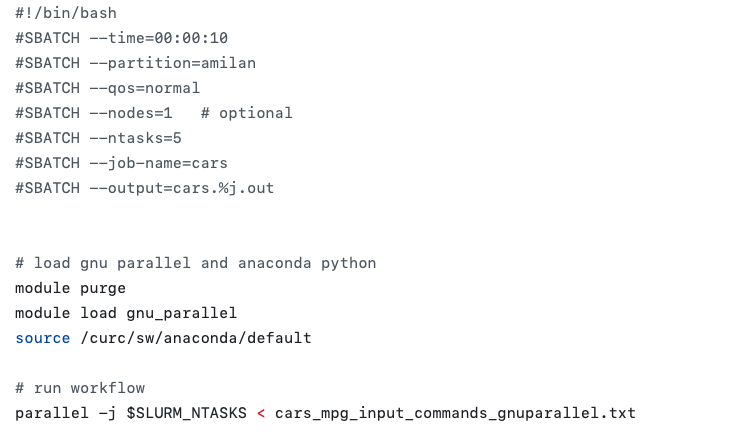 #!/bin/bash
#SBATCH --time=00:00:10
#SBATCH --partition=amilan
#SBATCH --qos=normal
#SBATCH --nodes=1   # optional
#SBATCH --ntasks=5
#SBATCH --job-name=cars
#SBATCH --output=cars.%j.out
# load gnu parallel and anaconda python
module purge
module load gnu_parallel
source /curc/sw/anaconda/default
# run workflow
parallel -j $SLURM_NTASKS < cars_mpg_input_commands_gnuparallel.txt